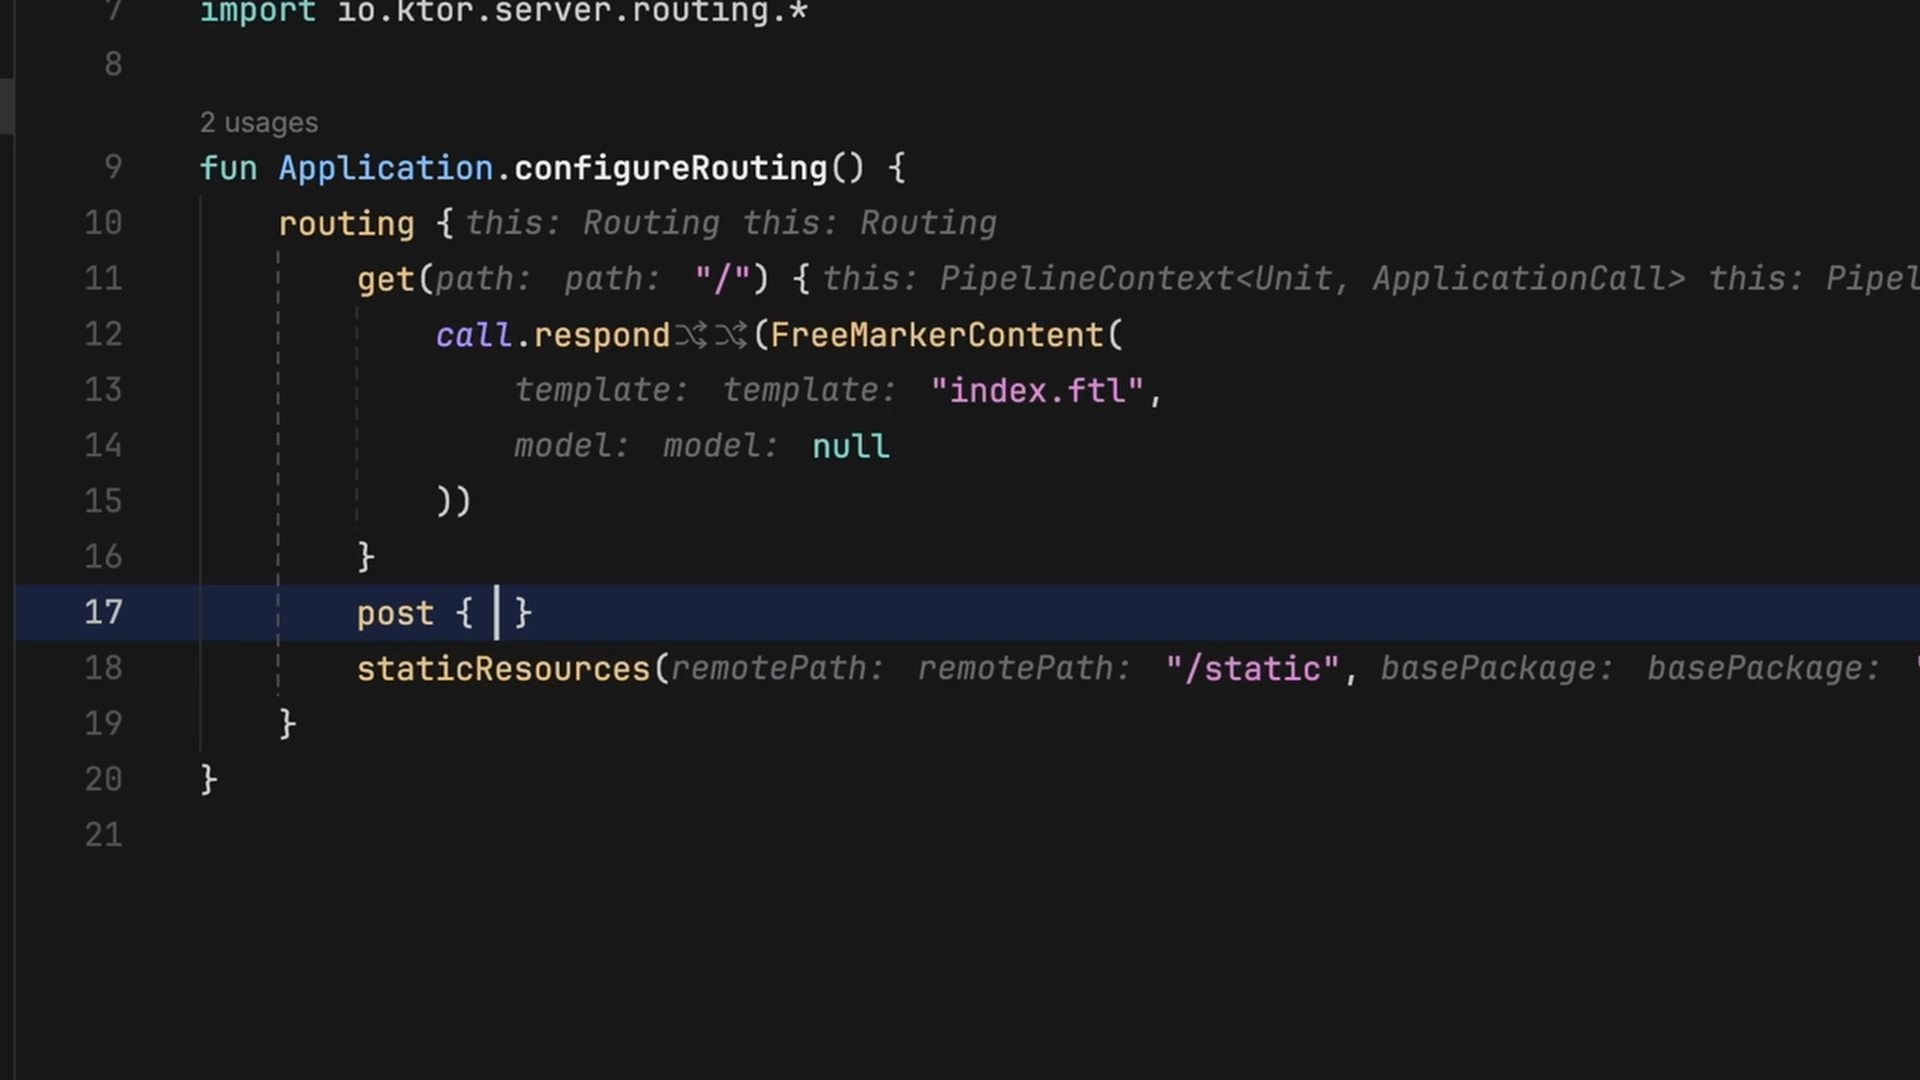 7 import io.ktor.server.routing.*
8
2 usages
9 fun Application.configureRouting() {
10 routing { this: Routing this: Routing
11 get(path: path: "/") { this: PipelineContext<Unit, ApplicationCall> this: Pipel
12 call.respond(FreeMarkerContent(
13 template: template: "index.ftl",
14 model: model: null
15 ))
16 }
17 post { }
18 staticResources(remotePath: remotePath: "/static", basePackage: basePackage: "
19 }
20 }
21